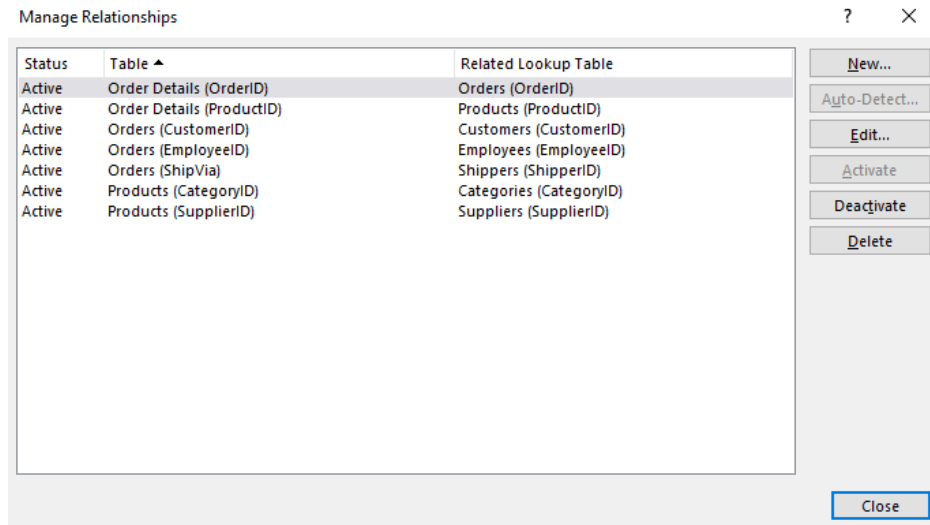 Manage Relationships ?
Status Table Related Lookup Table
Active Order Details (OrderID) Orders (OrderID)
Active Order Details (ProductID) Products (ProductID)
Active Orders (CustomerID) Customers (CustomerID)
Active Orders (EmployeeID) Employees (EmployeeID)
Active Orders (ShipVia) Shippers (ShipperID)
Active Products (CategoryID) Categories (CategoryID)
Active Products (SupplierID) Suppliers (SupplierID)
New...
Auto-Detect...
Edit...
Activate
Deactivate
Delete
Close